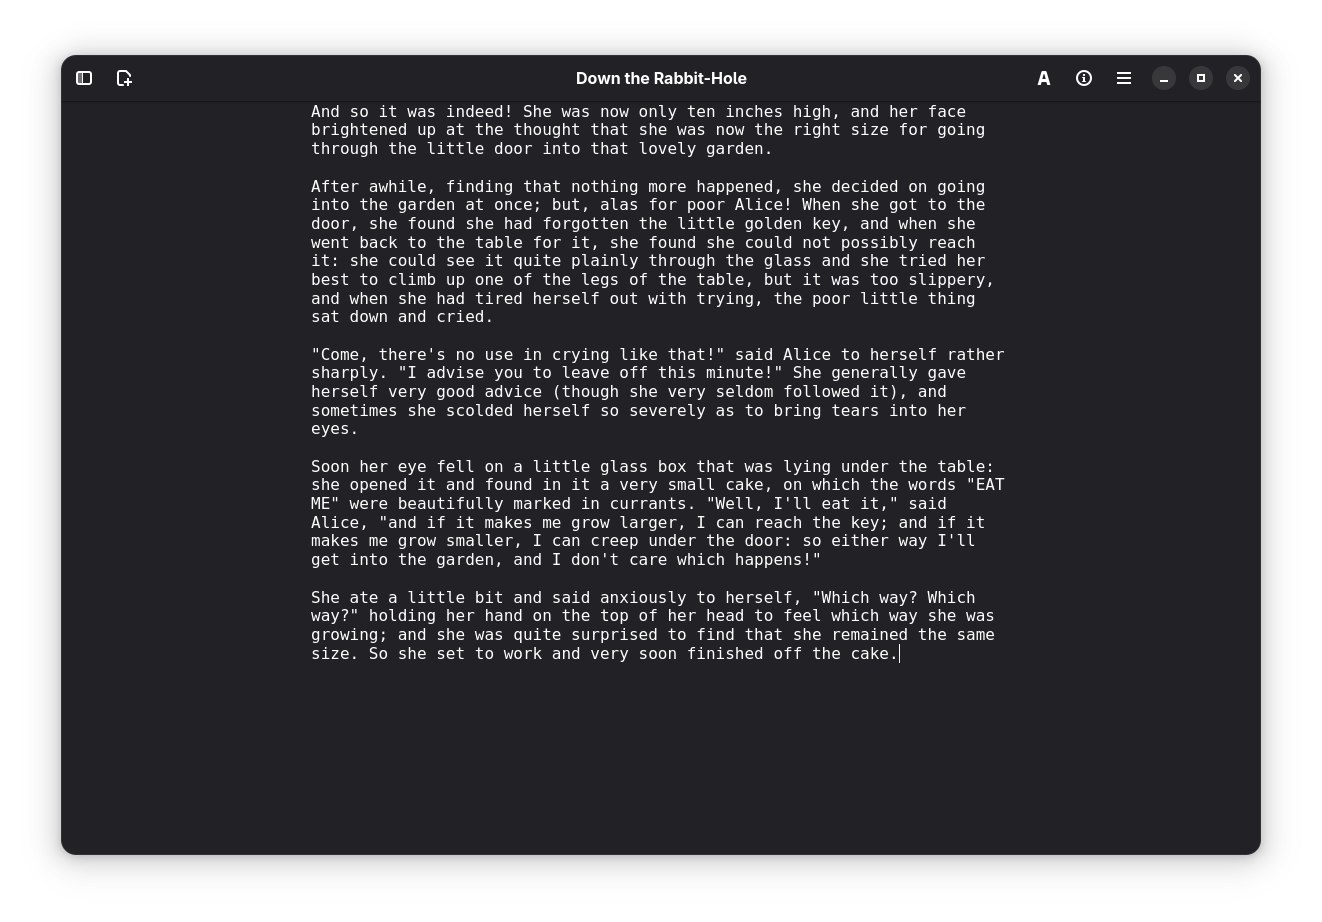 Down the Rabbit-Hole
A
And so it was indeed! She was now only ten inches high, and her face
brightened up at the thought that she was now the right size for going
through the little door into that lovely garden.
After awhile, finding that nothing more happened, she decided on going
into the garden at once; but, alas for poor Alice! When she got to the
door, she found she had forgotten the little golden key, and when she
went back to the table for it, she found she could not possibly reach
it: she could see it quite plainly through the glass and she tried her
best to climb up one of the legs of the table, but it was too slippery,
and when she had tired herself out with trying, the poor little thing
sat down and cried.
"Come, there's no use in crying like that!" said Alice to herself rather
sharply. "I advise you to leave off this minute!" She generally gave
herself very good advice (though she very seldom followed it), and
sometimes she scolded herself so severely as to bring tears into her
eyes.
Soon her eye fell on a little glass box that was lying under the table:
she opened it and found in it a very small cake, on which the words "EAT
ME" were beautifully marked in currants. "Well, I'll eat it," said
Alice, "and if it makes me grow larger, I can reach the key; and if it
makes me grow smaller, I can creep under the door: so either way I'll
get into the garden, and I don't care which happens!"
She ate a little bit and said anxiously to herself, "Which way? Which
way?" holding her hand on the top of her head to feel which way she was
growing; and she was quite surprised to find that she remained the same
size. So she set to work and very soon finished off the cake.